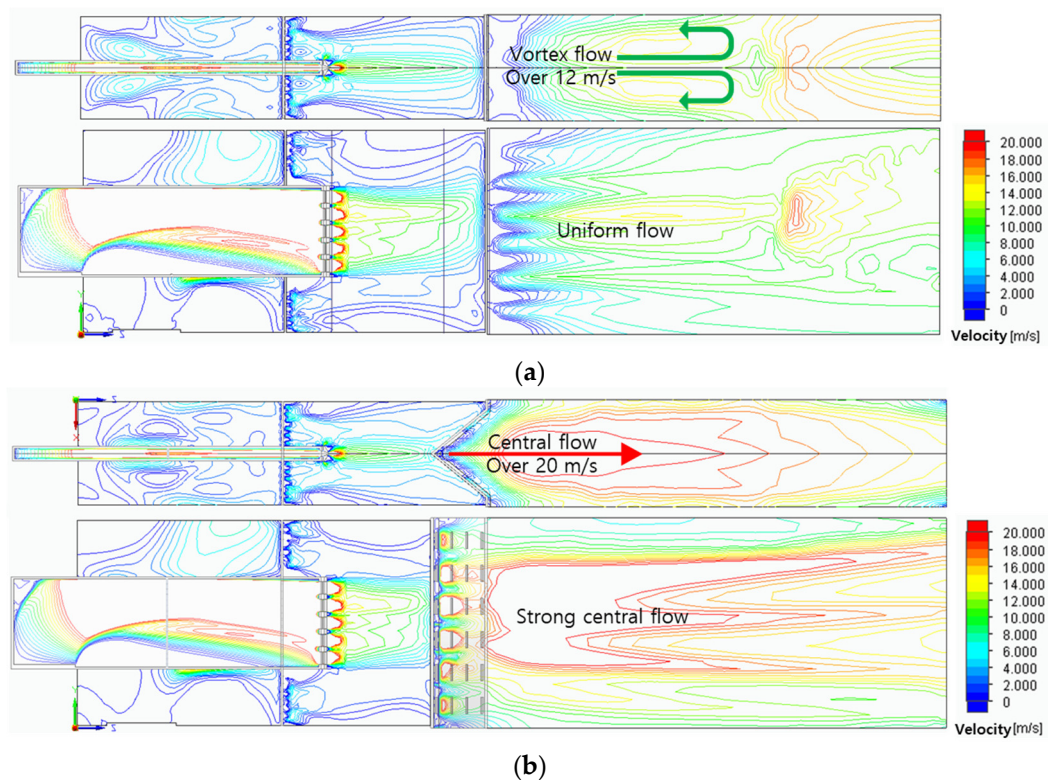 Vortex flow
Over 12 m/s
Uniform flow
20.000
18.000
16.000
14.000
12.000
10.000
8.000
6.000
4.000
2.000
0
Velocity [m/s]
Y
Z
(a)
Z
X
Central flow
Over 20 m/s
Strong central flow
20.000
18.000
16.000
14.000
12.000
10.000
8.000
6.000
4.000
2.000
0
Velocity [m/s]
Y
Z
(b)